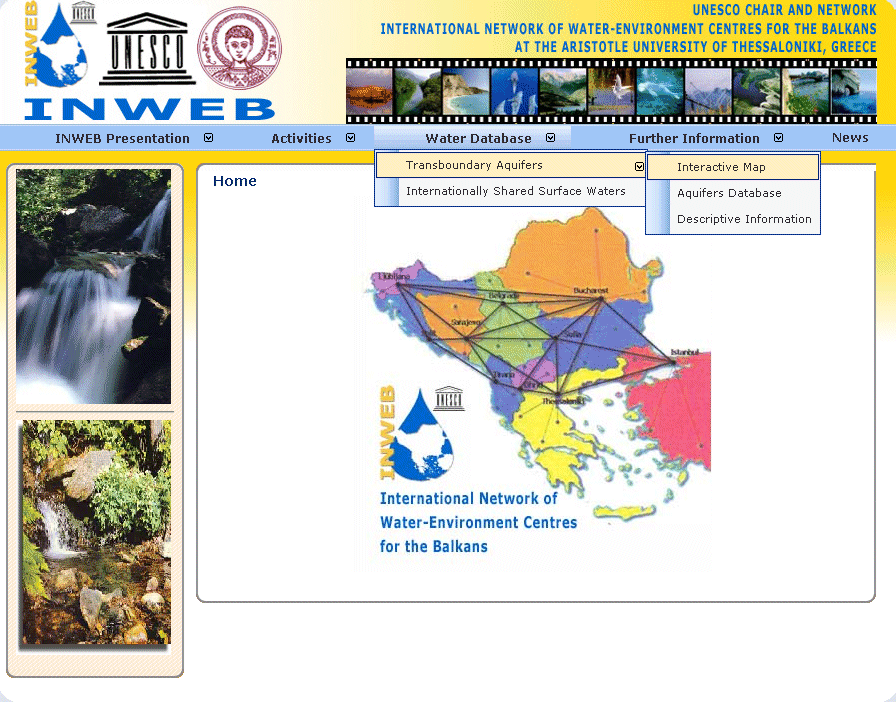 UNESCO CHAIR AND NETWORK
INTERNATIONAL NETWORK OF WATER-ENVIRONMENT CENTRES FOR THE BALKANS
AT THE ARISTOTLE UNIVERSITY OF THESSALONIKI, GREECE
INWEB
UNESCO
UNESCO
INWEB
INWEB Presentation
Activities
Water Database
Further Information
News
Transboundary Aquifers
Internationally Shared Surface Waters
Interactive Map
Aquifers Database
Descriptive Information
Home
Ljubljana
Belgrade
Bucharest
Sarajevo
Sofia
Istanbul
Tirana
Ohrid
Thessaloniki
INWEB
UNESCO
International Network of
Water-Environment Centres
for the Balkans